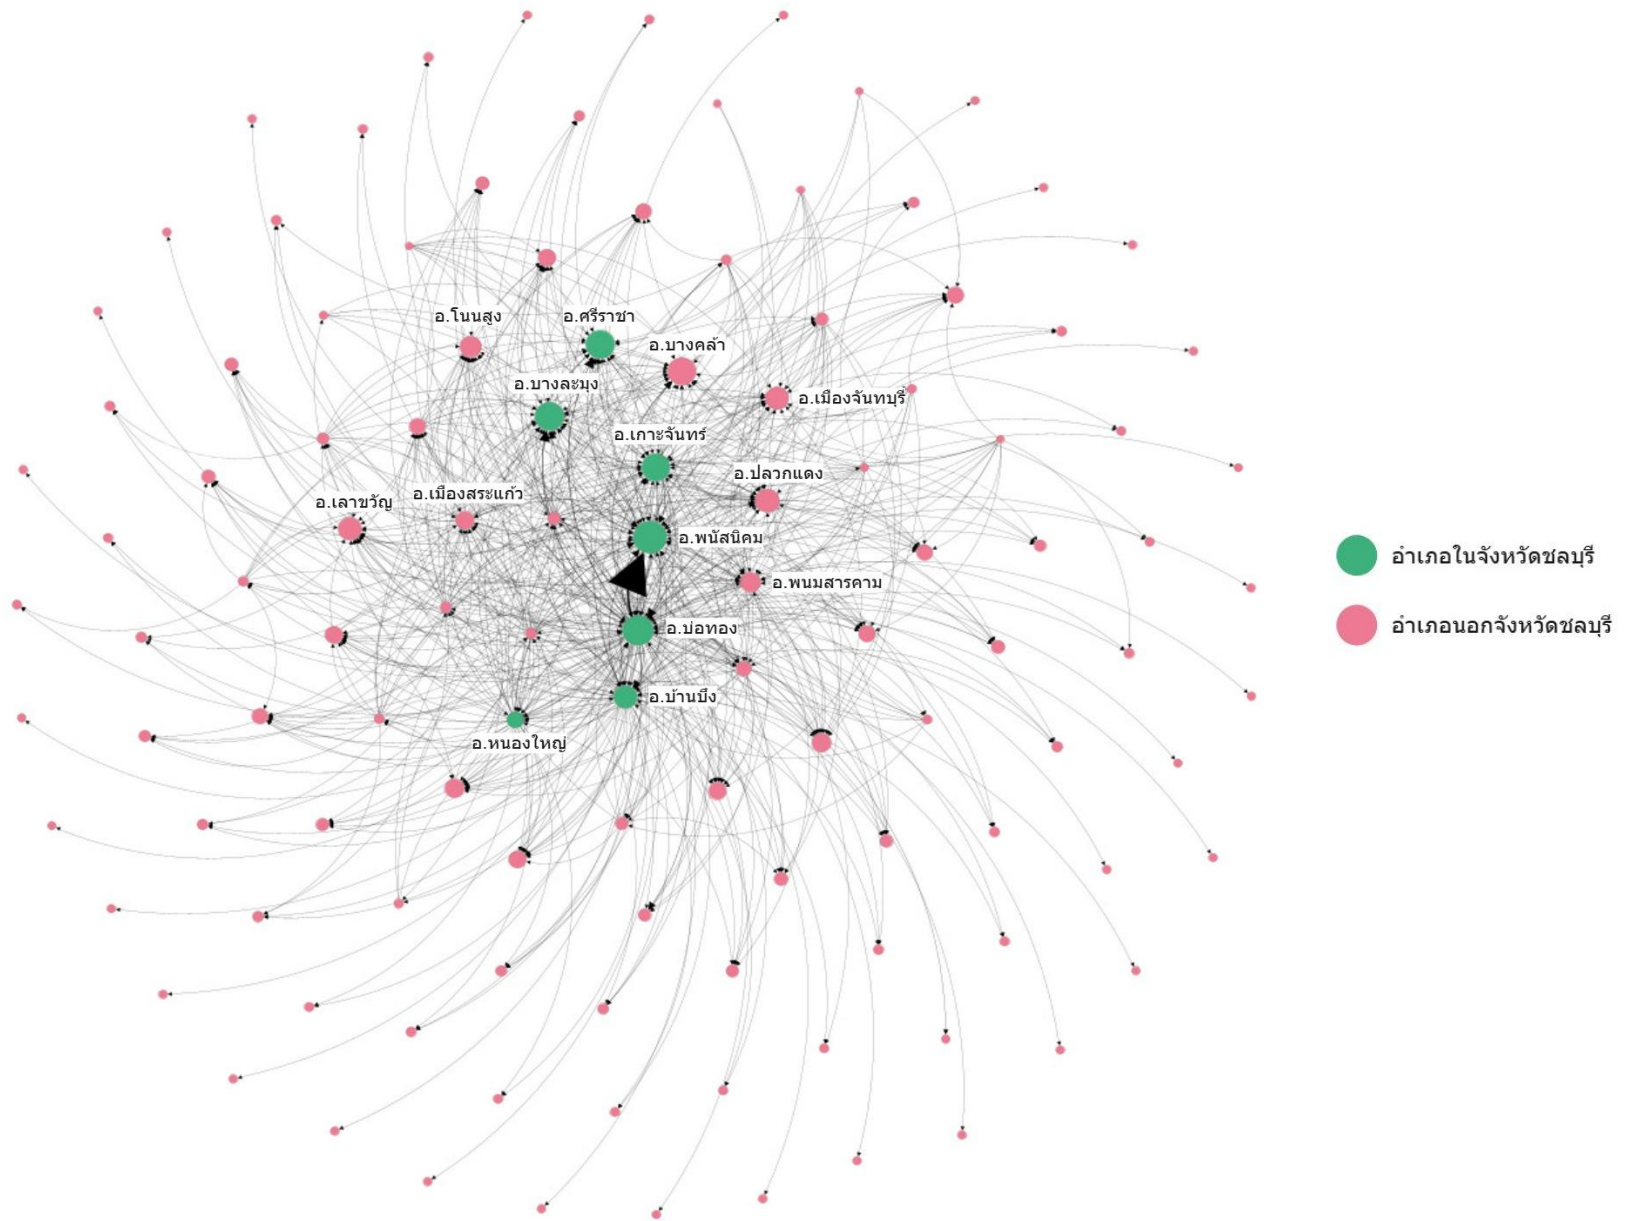 อ.โนนสูง
อ.ศรีราชา
อ.บางคล้า
อ.บางละมุง
อ.เมืองจันทบุรี
อ.เกาะจันทร์
อ.ปลวกแดง
อ.เลาขวัญ
อ.เมืองสระแก้ว
อ.พนัสนิคม
อ.พนมสารคาม
อ.บ่อทอง
อ.บ้านบึง
อ.หนองใหญ่
อำเภอในจังหวัดชลบุรี
อำเภอนอกจังหวัดชลบุรี